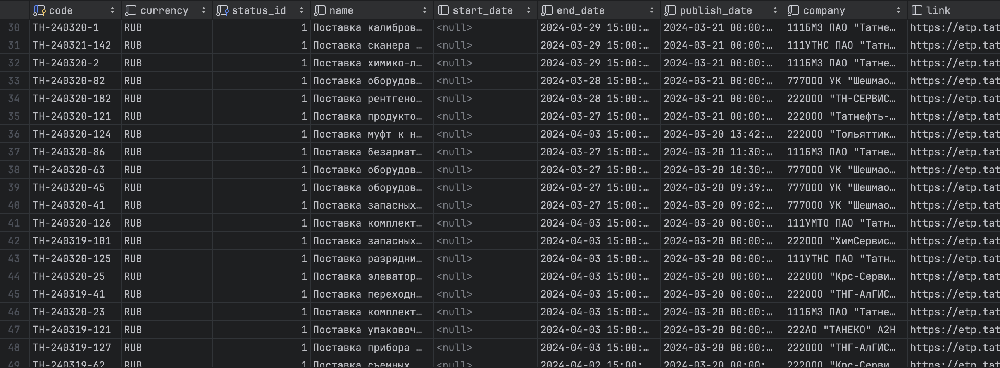 code currency status_id name start_date end_date publish_date company link
30 TH-240320-1 RUB 1 Поставка калибров… <null> 2024-03-29 15:00:… 2024-03-21 00:00:… 111БМЗ ПАО "Татне… https://etp.tat
31 TH-240321-142 RUB 1 Поставка сканера … <null> 2024-03-29 15:00:… 2024-03-21 00:00:… 111УТНС ПАО "Татн… https://etp.tat
32 TH-240320-2 RUB 1 Поставка химико-л… <null> 2024-03-29 15:00:… 2024-03-21 00:00:… 111БМЗ ПАО "Татне… https://etp.tat
33 TH-240320-82 RUB 1 Поставка оборудов… <null> 2024-03-28 15:00:… 2024-03-21 00:00:… 777ООО УК "Шешмао… https://etp.tat
34 TH-240320-182 RUB 1 Поставка рентгено… <null> 2024-03-28 15:00:… 2024-03-21 00:00:… 222ООО "ТН-СЕРВИС… https://etp.tat
35 TH-240320-121 RUB 1 Поставка продукто… <null> 2024-03-27 15:00:… 2024-03-21 00:00:… 222ООО "Татнефть-… https://etp.tat
36 TH-240320-124 RUB 1 Поставка муфт к н… <null> 2024-04-03 15:00:… 2024-03-20 13:42:… 222ООО "Тольяттик… https://etp.tat
37 TH-240320-86 RUB 1 Поставка безармат… <null> 2024-03-27 15:00:… 2024-03-20 11:30:… 111БМЗ ПАО "Татне… https://etp.tat
38 TH-240320-63 RUB 1 Поставка оборудов… <null> 2024-03-27 15:00:… 2024-03-20 10:30:… 777ООО УК "Шешмао… https://etp.tat
39 TH-240320-45 RUB 1 Поставка оборудов… <null> 2024-03-27 15:00:… 2024-03-20 09:39:… 777ООО УК "Шешмао… https://etp.tat
40 TH-240320-41 RUB 1 Поставка запасных… <null> 2024-03-27 15:00:… 2024-03-20 09:02:… 777ООО УК "Шешмао… https://etp.tat
41 TH-240320-126 RUB 1 Поставка комплект… <null> 2024-04-03 15:00:… 2024-03-20 00:00:… 111УМТО ПАО "Татн… https://etp.tat
42 TH-240319-101 RUB 1 Поставка запасных… <null> 2024-04-03 15:00:… 2024-03-20 00:00:… 222ООО "ХимСервис… https://etp.tat
43 TH-240320-125 RUB 1 Поставка разрядни… <null> 2024-04-03 15:00:… 2024-03-20 00:00:… 111УТНС ПАО "Татн… https://etp.tat
44 TH-240320-25 RUB 1 Поставка элеватор… <null> 2024-04-03 15:00:… 2024-03-20 00:00:… 222ООО "Крс-Серви… https://etp.tat
45 TH-240319-41 RUB 1 Поставка переходн… <null> 2024-04-03 15:00:… 2024-03-20 00:00:… 222ООО "ТНГ-АлГИС… https://etp.tat
46 TH-240320-23 RUB 1 Поставка комплект… <null> 2024-04-03 15:00:… 2024-03-20 00:00:… 111БМЗ ПАО "Татне… https://etp.tat
47 TH-240319-121 RUB 1 Поставка упаковоч… <null> 2024-04-03 15:00:… 2024-03-20 00:00:… 222АО "ТАНЕКО" А2Н https://etp.tat
48 TH-240319-127 RUB 1 Поставка прибора … <null> 2024-04-03 15:00:… 2024-03-20 00:00:… 222ООО "ТНГ-АлГИС… https://etp.tat
49 TH-240319-62 RUB 1 Поставка съемных … <null> 2024-04-02 15:00:… 2024-03-20 00:00:… 222ООО "Крс-Серви… https://etp.tat